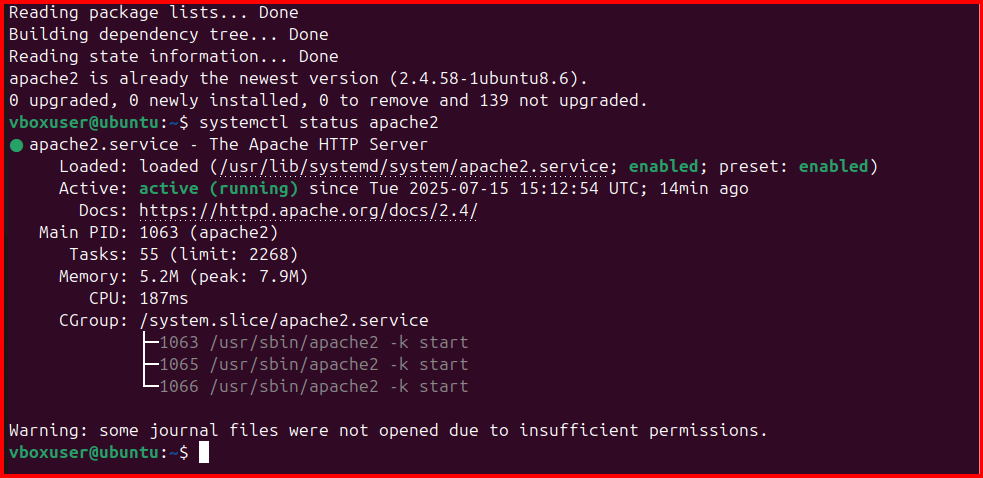 Reading package lists... Done
Building dependency tree... Done
Reading state information... Done
apache2 is already the newest version (2.4.58-1ubuntu8.6).
0 upgraded, 0 newly installed, 0 to remove and 139 not upgraded.
vboxuser@ubuntu:~$ systemctl status apache2
● apache2.service - The Apache HTTP Server
     Loaded: loaded (/usr/lib/systemd/system/apache2.service; enabled; preset: enabled)
     Active: active (running) since Tue 2025-07-15 15:12:54 UTC; 14min ago
       Docs: https://httpd.apache.org/docs/2.4/
   Main PID: 1063 (apache2)
      Tasks: 55 (limit: 2268)
     Memory: 5.2M (peak: 7.9M)
        CPU: 187ms
     CGroup: /system.slice/apache2.service
             ├─1063 /usr/sbin/apache2 -k start
             ├─1065 /usr/sbin/apache2 -k start
             └─1066 /usr/sbin/apache2 -k start
Warning: some journal files were not opened due to insufficient permissions.
vboxuser@ubuntu:~$